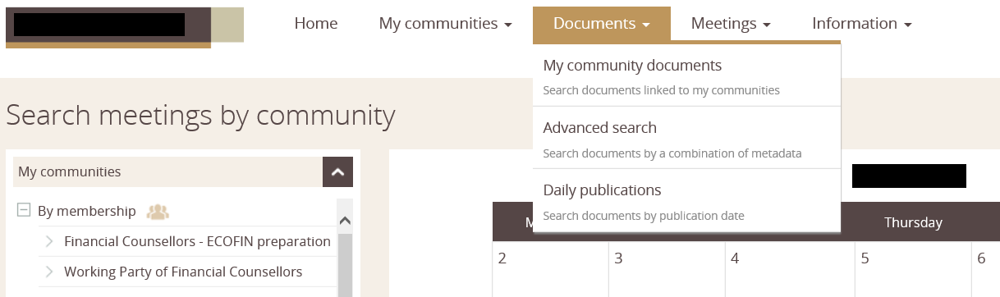 Home
My communities
Documents
Meetings
Information
My community documents
Search documents linked to my communities
Advanced search
Search documents by a combination of metadata
Daily publications
Search documents by publication date
Search meetings by community
My communities
By membership
Financial Counsellors - ECOFIN preparation
Working Party of Financial Counsellors
Thursday
2
3
4
5
6